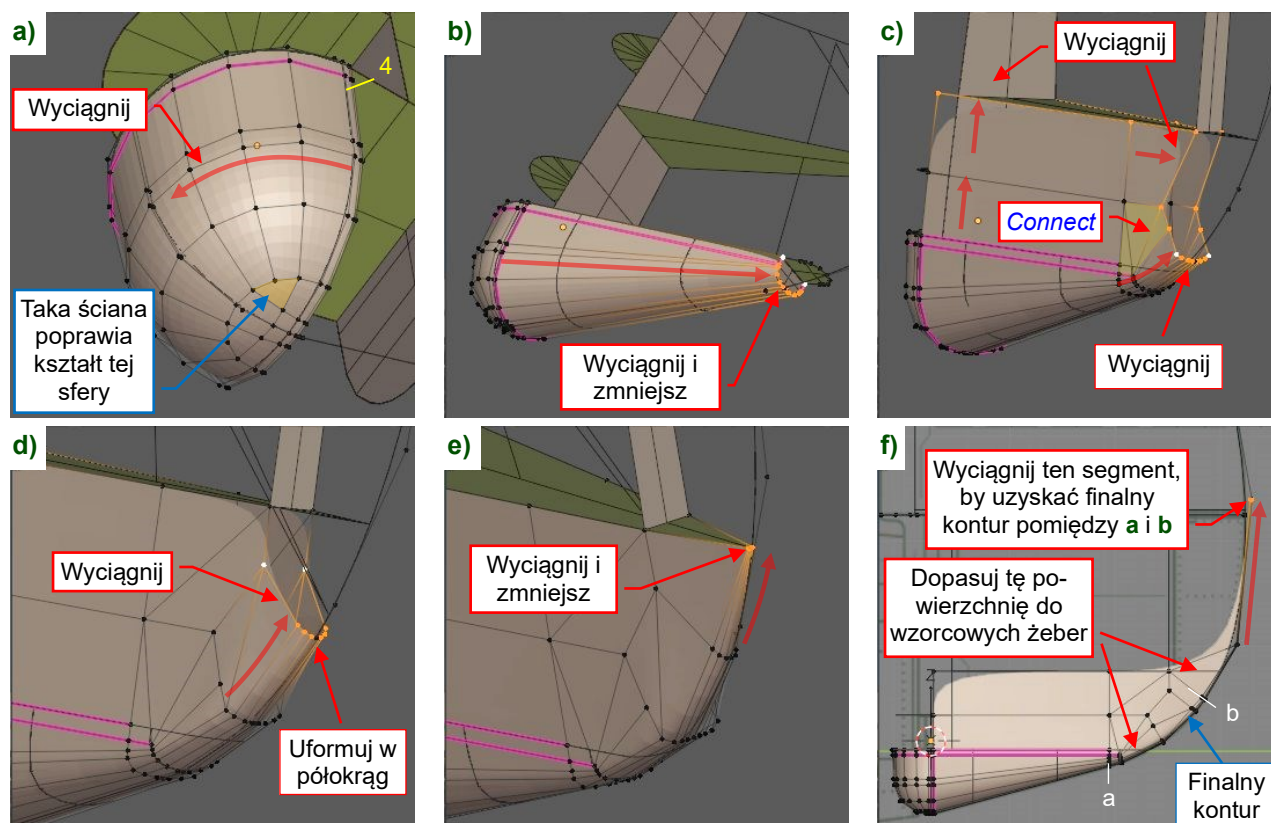 a)
4
Wyciągnij
Taka ściana
poprawia
kształt tej
sfery
b)
Wyciągnij i
zmniejsz
c)
Wyciągnij
Connect
Wyciągnij
d)
Wyciągnij
Uformuj w
półokrąg
e)
Wyciągnij i
zmniejsz
f)
Wyciągnij ten segment,
by uzyskać finalny
kontur pomiędzy a i b
Dopasuj tę po-
wierzchnię do
wzorcowych żeber
Z
b
a
Finalny
kontur